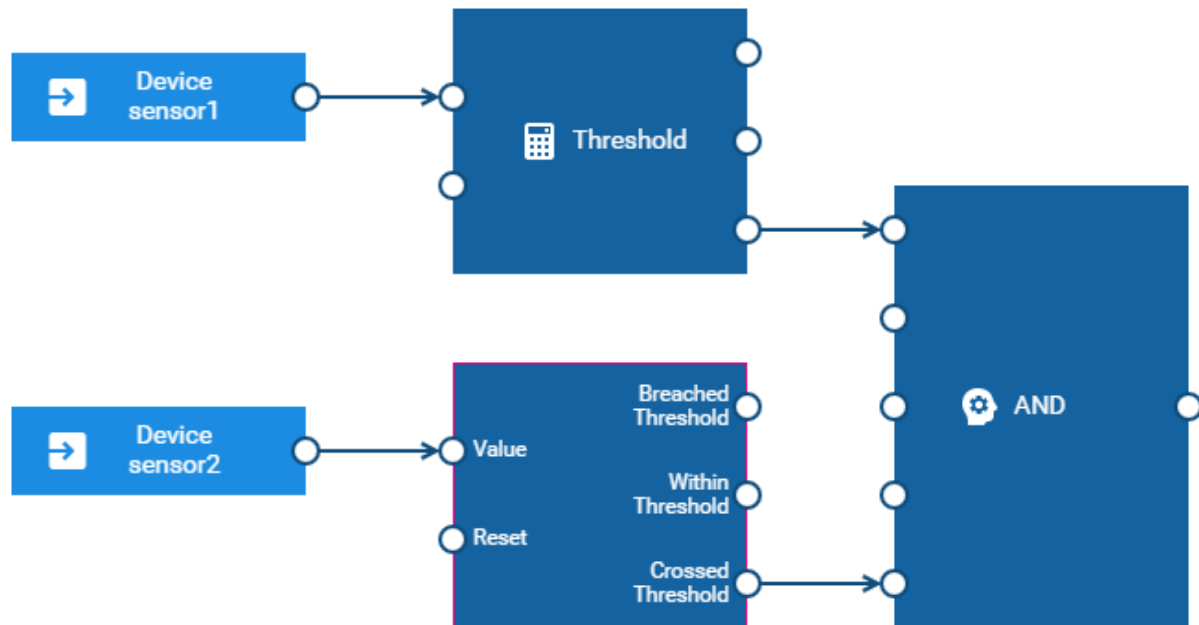 Device
sensor1
Threshold
Device
sensor2
Value
Reset
Breached
Threshold
Within
Threshold
Crossed
Threshold
AND